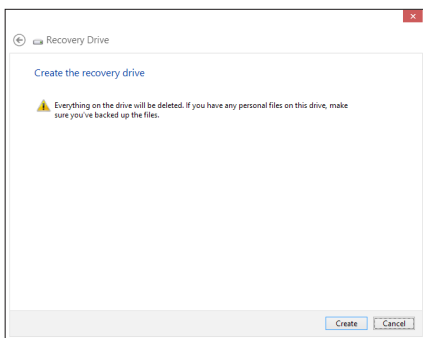 Recovery Drive
Create the recovery drive
Everything on the drive will be deleted. If you have any personal files on this drive, make
sure you've backed up the files.
Create Cancel